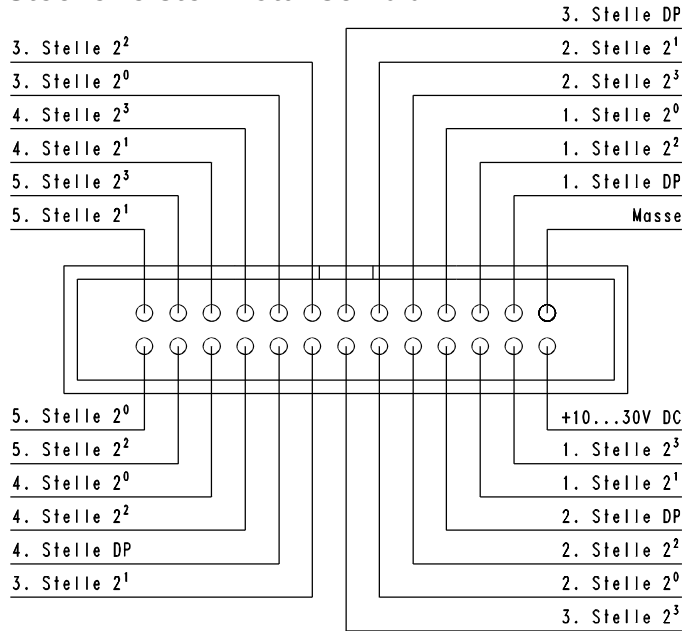 3. Stelle DP
3. Stelle 2²
2. Stelle 2¹
3. Stelle 2⁰
2. Stelle 2³
4. Stelle 2³
1. Stelle 2⁰
4. Stelle 2¹
1. Stelle 2²
5. Stelle 2³
1. Stelle DP
5. Stelle 2¹
Masse
5. Stelle 2⁰
+10...30V DC
5. Stelle 2²
1. Stelle 2³
4. Stelle 2⁰
1. Stelle 2¹
4. Stelle 2²
2. Stelle DP
4. Stelle DP
2. Stelle 2²
3. Stelle 2¹
2. Stelle 2⁰
3. Stelle 2³